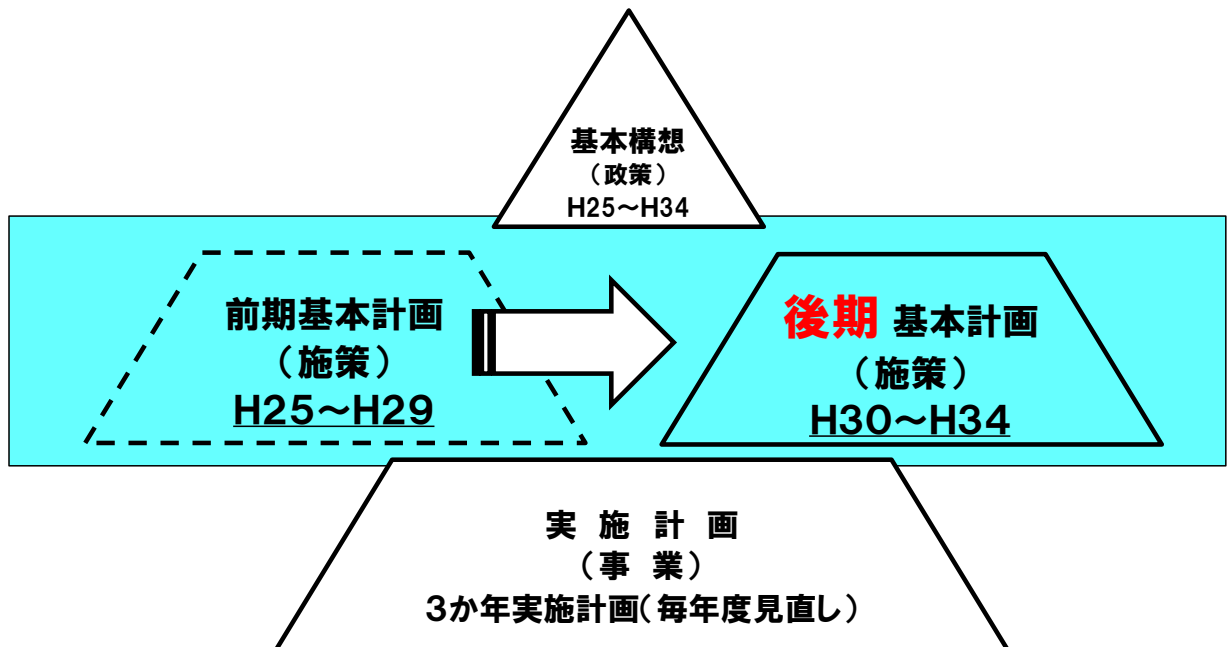 基本構想
（政策）
H25～H34
前期基本計画
（施策）
H25～H29
後期 基本計画
（施策）
H30～H34
実 施 計 画
（事 業）
３か年実施計画（毎年度見直し）